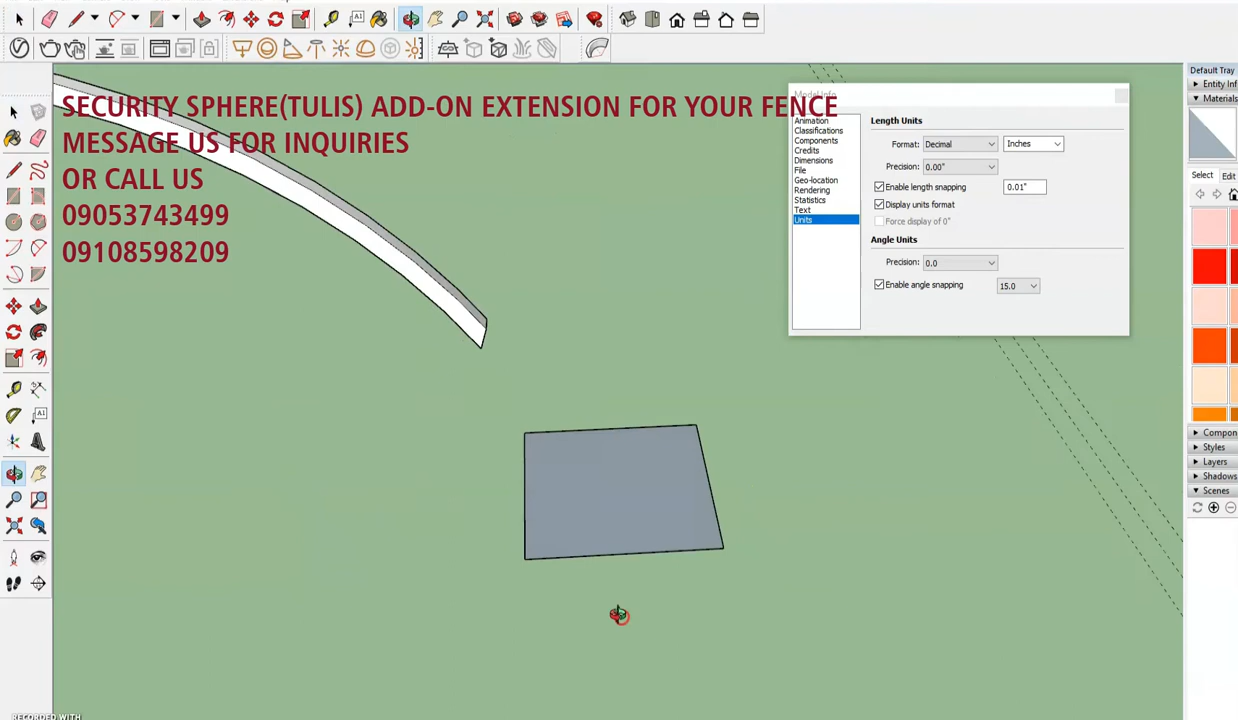 SECURITY SPHERE(TULIS) ADD-ON EXTENSION FOR YOUR FENCE
MESSAGE US FOR INQUIRIES
OR CALL US
09053743499
09108598209
Animation
Classifications
Components
Credits
Dimensions
File
Geo-location
Rendering
Statistics
Text
Units
Length Units
Format: Decimal Inches
Precision: 0.00"
Enable length snapping 0.01"
Display units format
Force display of 0"
Angle Units
Precision: 0.0
Enable angle snapping 15.0
Default Tray
Entity Inf
Materials
Select Edit
Compon
Styles
Layers
Shadows
Scenes
RECORDED WITH